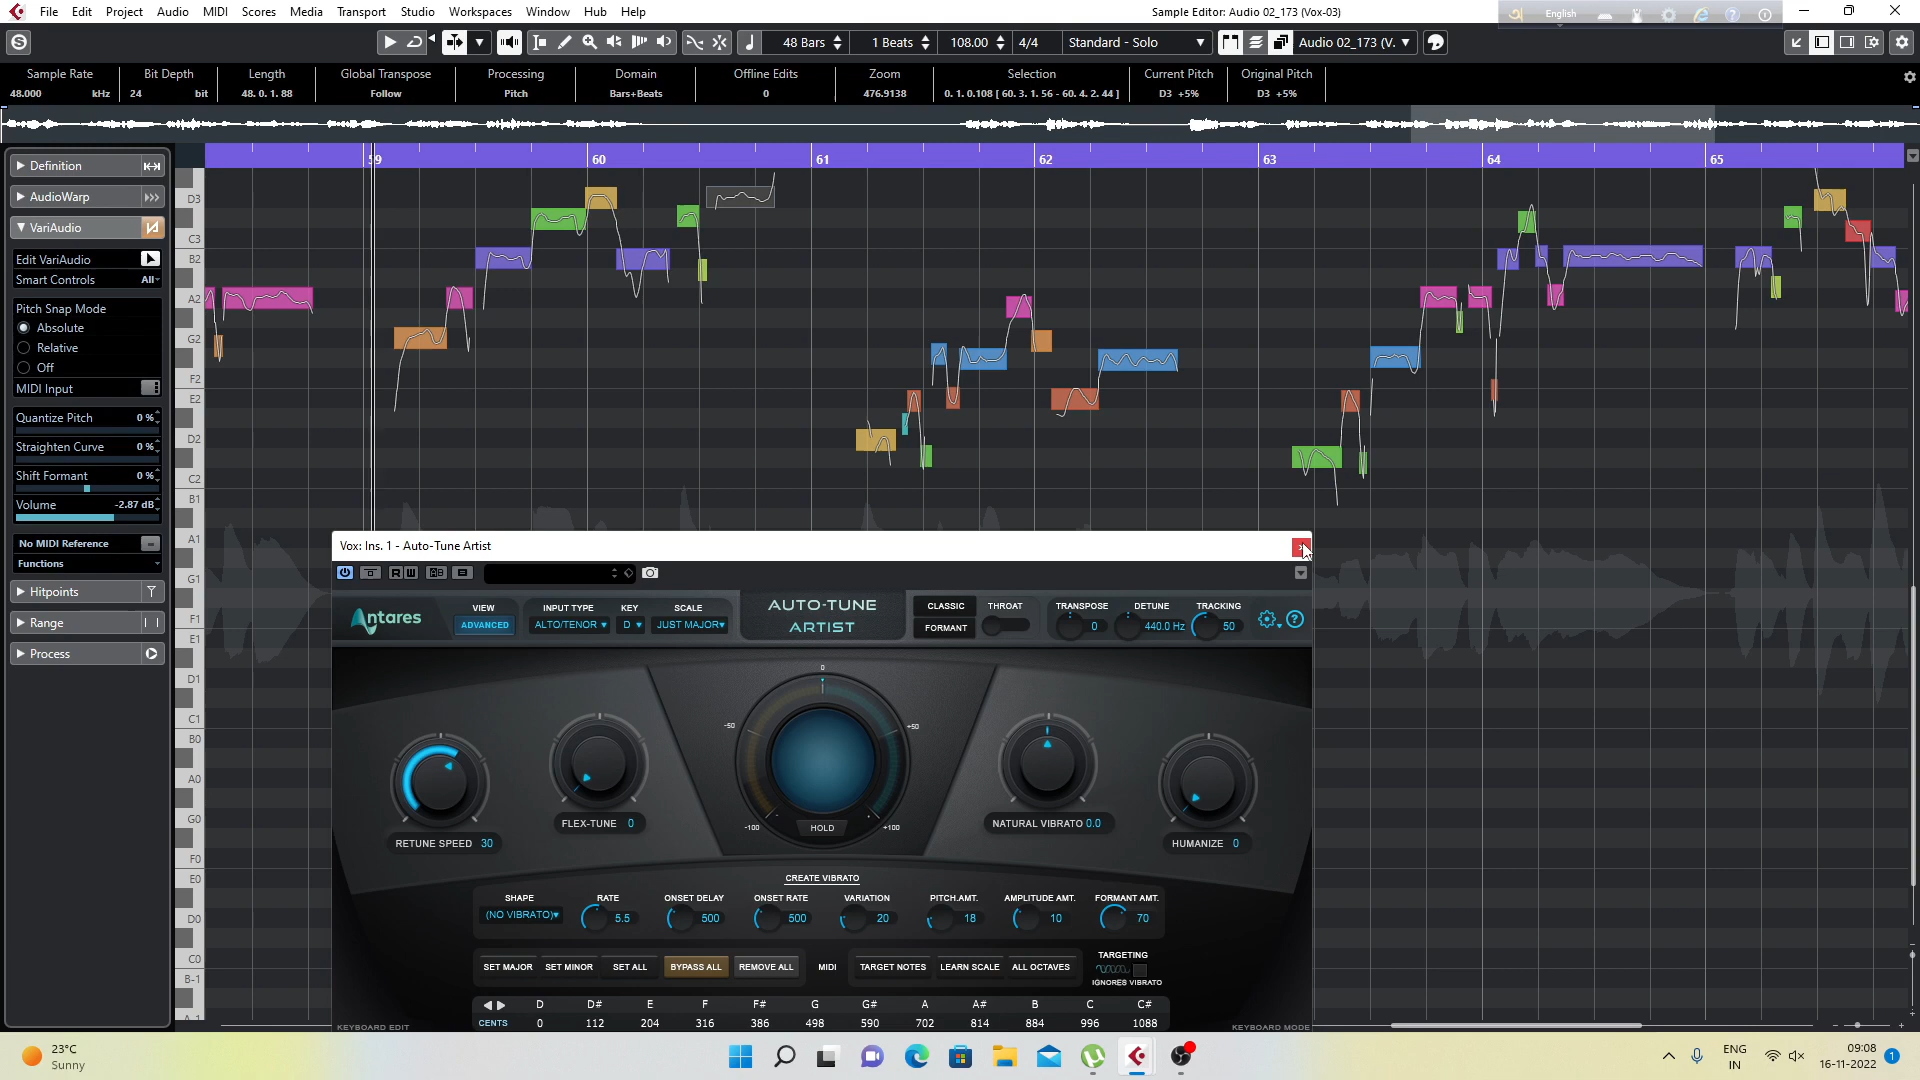 File Edit Project Audio MIDI Scores Media Transport Studio Workspaces Window Hub Help
Sample Editor: Audio 02_173 (Vox-03)
English
48 Bars 1 Beats 108.00 4/4 Standard - Solo Audio 02_173 (V.
Sample Rate Bit Depth Length Global Transpose Processing Domain Offline Edits Zoom Selection Current Pitch Original Pitch
48.000 kHz 24 bit 48. 0. 1. 88 Follow Pitch Bars+Beats 0 476.9138 0. 1. 0.108 [ 60. 3. 1. 56 - 60. 4. 2. 44 ] D3 +5% D3 +5%
59 60 61 62 63 64 65
Definition
AudioWarp
VariAudio
Edit VariAudio
Smart Controls All
Pitch Snap Mode
Absolute
Relative
Off
MIDI Input
Quantize Pitch 0 %
Straighten Curve 0 %
Shift Formant 0 %
Volume -2.87 dB
No MIDI Reference
Functions
Hitpoints
Range
Process
D3
C3
B2
A2
G2
F2
E2
D2
C2
B1
A1
G1
F1
E1
D1
C1
B0
A0
G0
F0
E0
D0
C0
B-1
A-1
Vox: Ins. 1 - Auto-Tune Artist
R W
Antares
VIEW INPUT TYPE KEY SCALE
ADVANCED ALTO/TENOR D JUST MAJOR
AUTO-TUNE
ARTIST
CLASSIC THROAT
FORMANT
TRANSPOSE DETUNE TRACKING
0 440.0 Hz 50
0
-50 +50
-100 HOLD +100
RETUNE SPEED 30
FLEX-TUNE 0
NATURAL VIBRATO 0.0
HUMANIZE 0
CREATE VIBRATO
SHAPE RATE ONSET DELAY ONSET RATE VARIATION PITCH.AMT. AMPLITUDE AMT. FORMANT AMT.
(NO VIBRATO) 5.5 500 500 20 18 10 70
SET MAJOR SET MINOR SET ALL BYPASS ALL REMOVE ALL MIDI TARGET NOTES LEARN SCALE ALL OCTAVES
TARGETING
IGNORES VIBRATO
D D# E F F# G G# A A# B C C#
CENTS 0 112 204 316 386 498 590 702 814 884 996 1088
KEYBOARD EDIT KEYBOARD MODE
23°C
Sunny
ENG
IN
09:08
16-11-2022
1